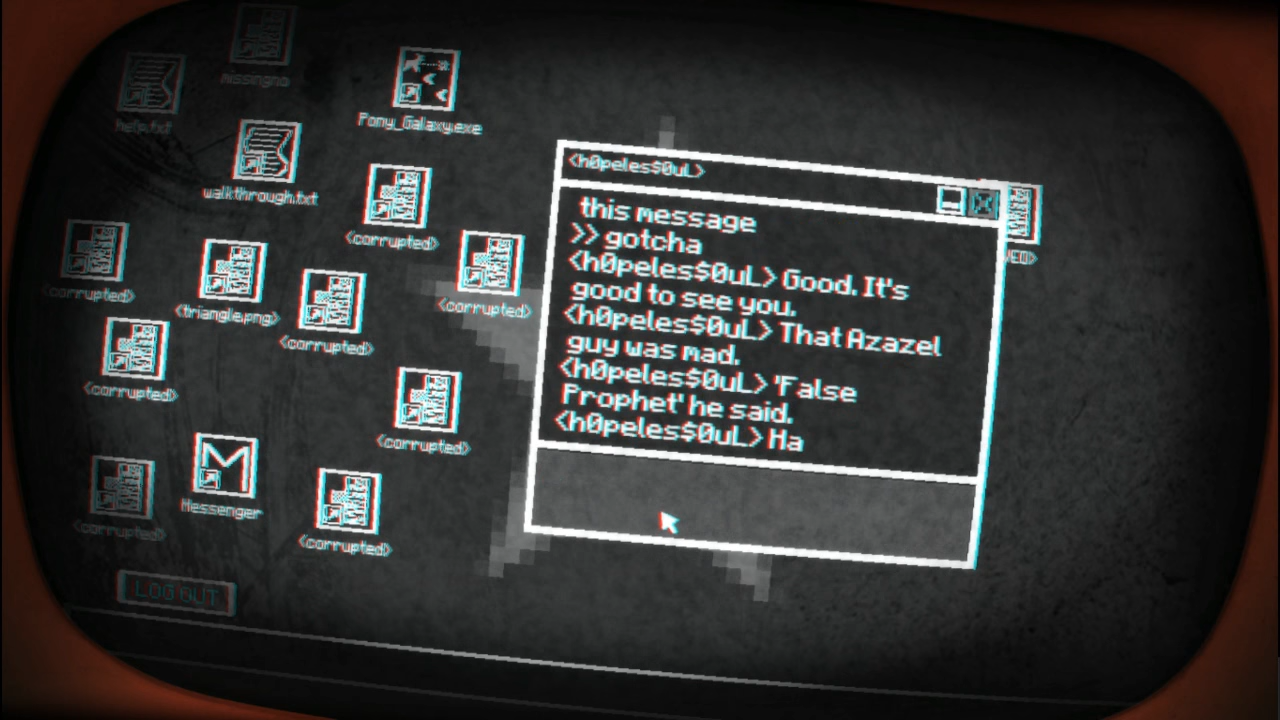 missingno
help.txt
Pony_Galaxy.exe
walkthrough.txt
<corrupted>
<corrupted>
<triangle.png>
<corrupted>
<corrupted>
<corrupted>
<corrupted>
Messenger
<corrupted>
<corrupted>
LOG OUT
<h0peles$0uL>
this message
>> gotcha
<h0peles$0uL> Good. It's
good to see you.
<h0peles$0uL> That Azazel
guy was mad.
<h0peles$0uL> 'False
Prophet' he said.
<h0peles$0uL> Ha
VED>